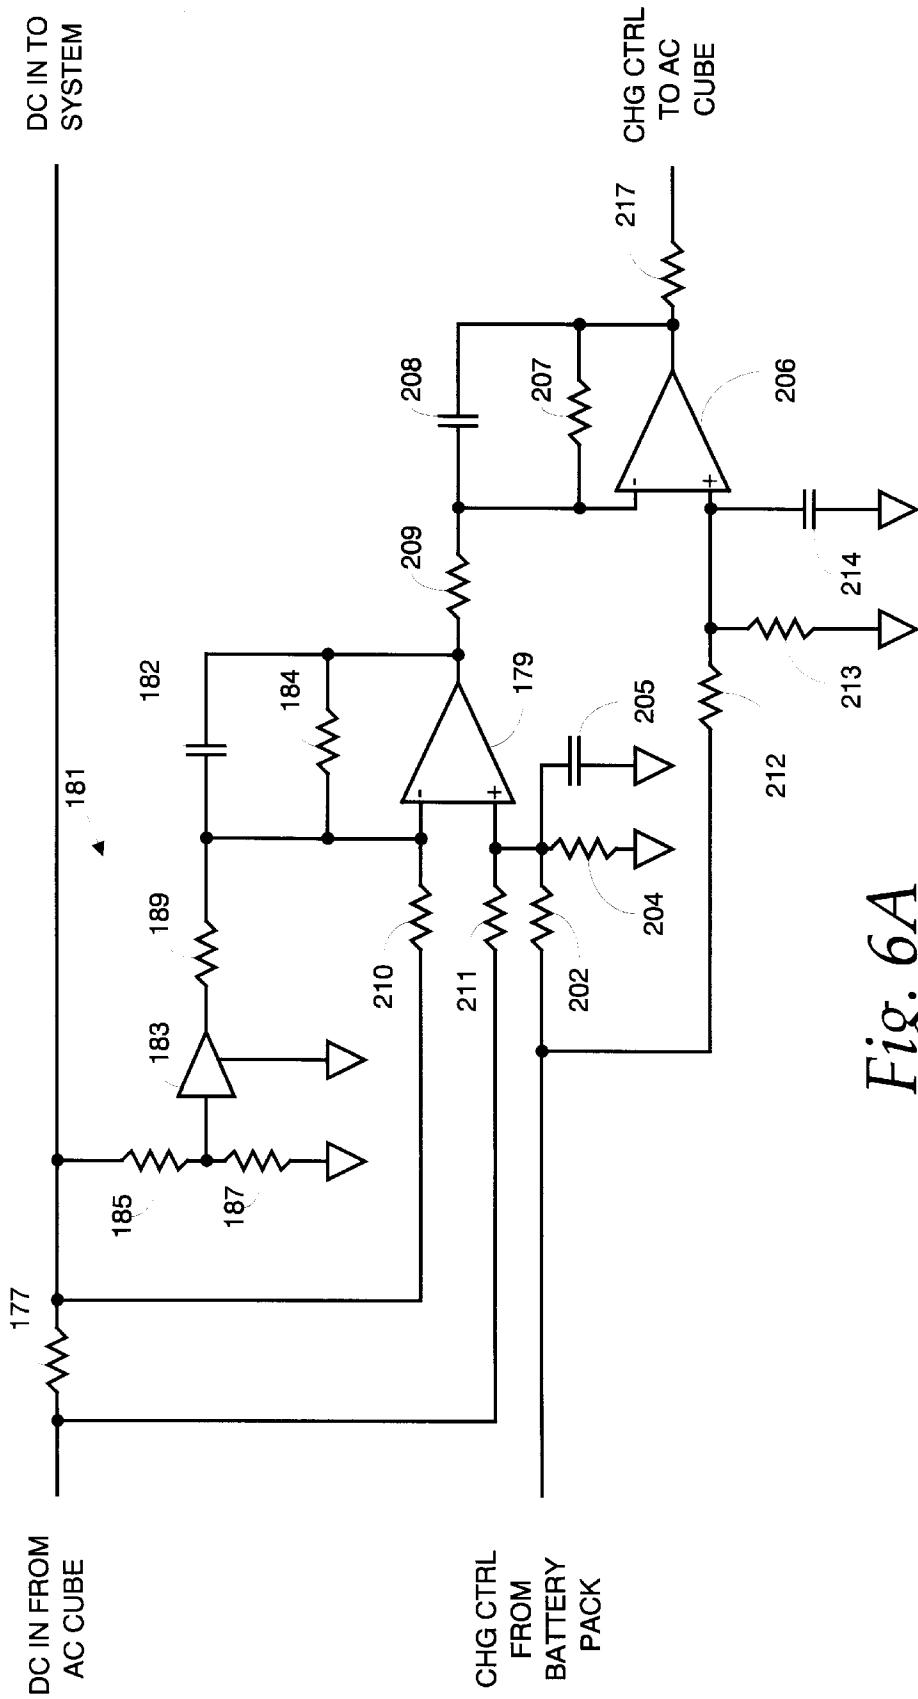 DC IN FROM
AC CUBE
177
DC IN TO
SYSTEM
181
185
187
183
189
182
184
210
211
179
202
204
205
209
208
207
206
217
212
213
214
-
+
-
+
CHG CTRL
FROM
BATTERY
PACK
CHG CTRL
TO AC
CUBE
Fig. 6A